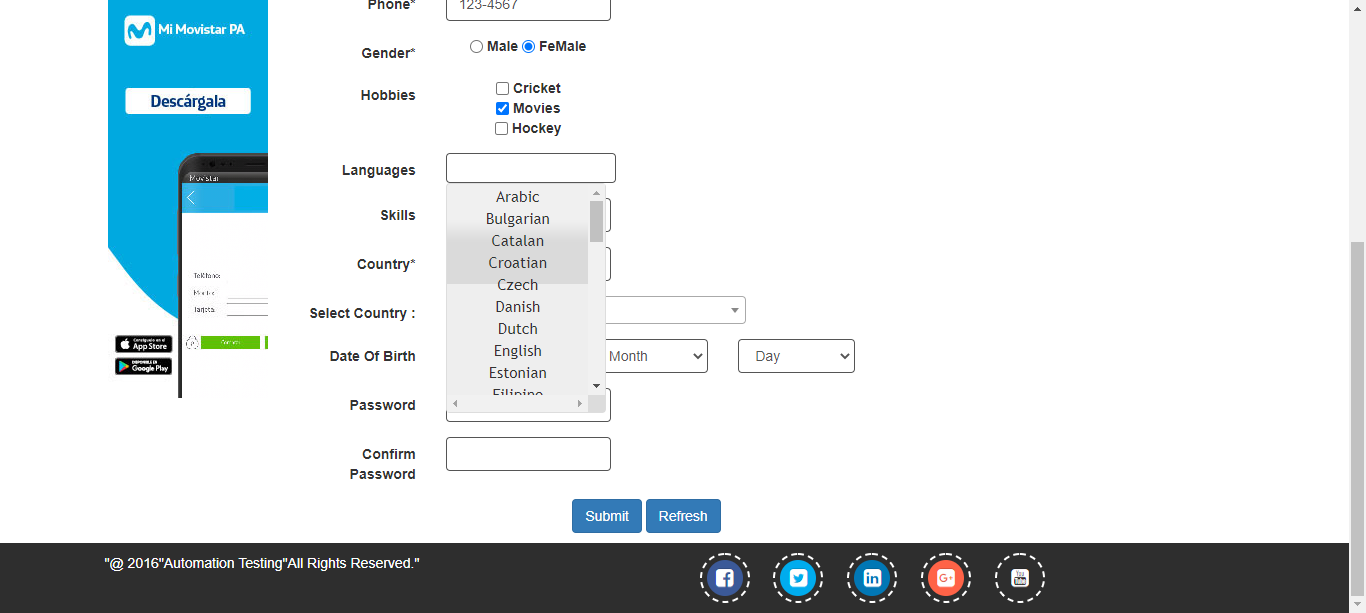 Phone*
123-4567
Mi Movistar PA
Gender*
Male
FeMale
Descárgala
Hobbies
Cricket
Movies
Hockey
Languages
Movistar
Arabic
Bulgarian
Skills
Catalan
Country*
Croatian
Teléfono:
Czech
Monto:
Danish
Tarjeta:
Select Country :
Dutch
App Store
English
Date Of Birth
Month
Day
Google Play
Estonian
Filipino
Password
Confirm
Password
Submit
Refresh
"@ 2016"Automation Testing"All Rights Reserved."
G+
You
Tube